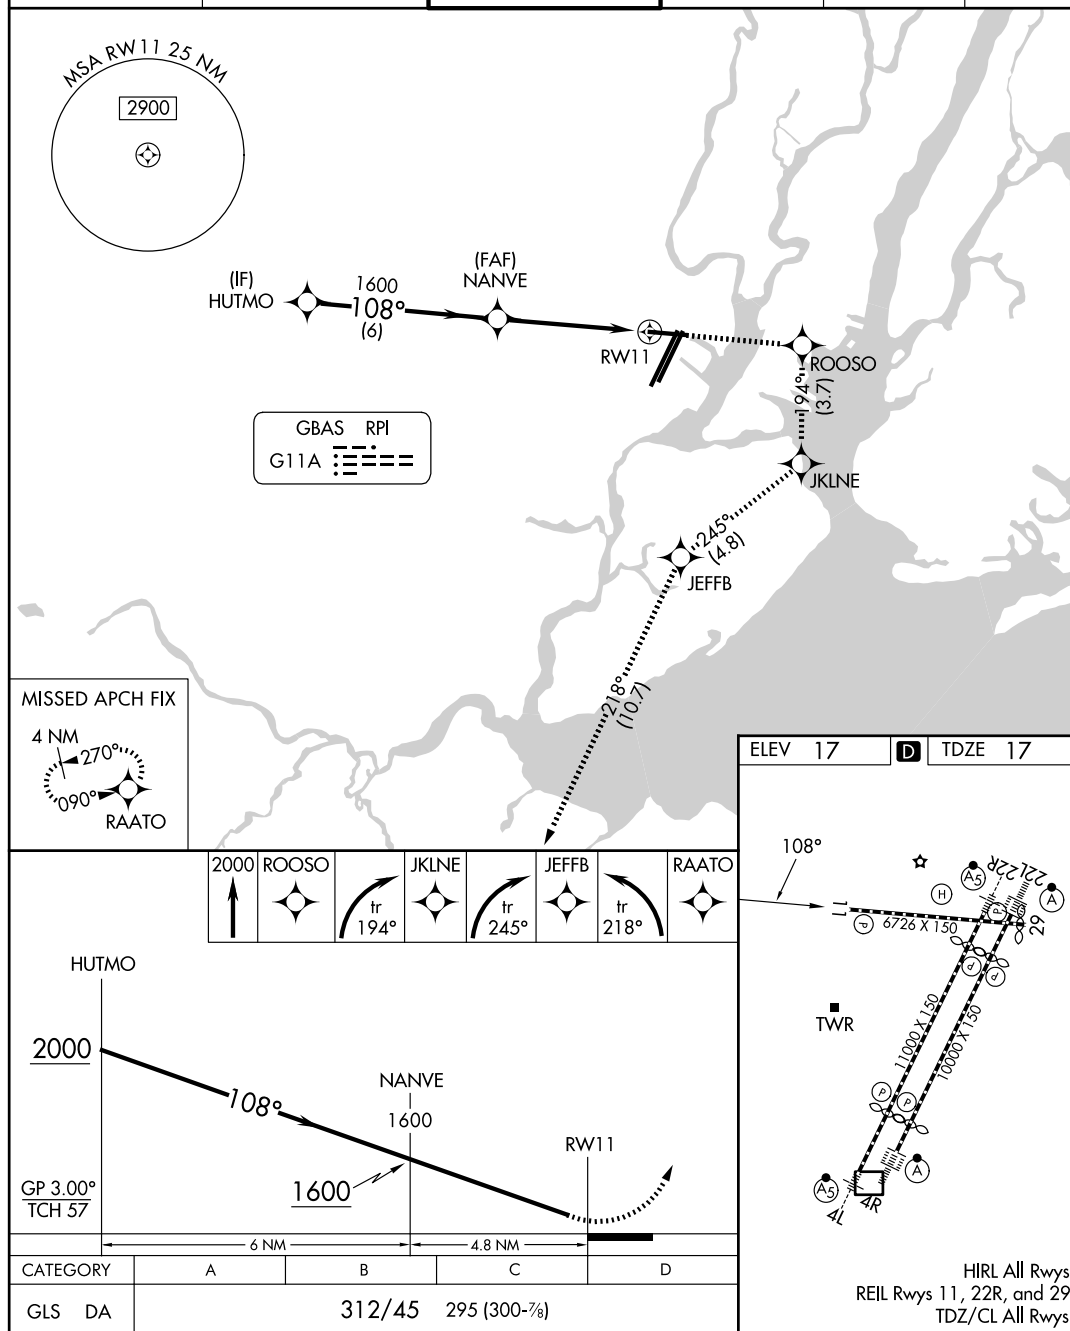 MSA RW11 25 NM
2900
(IF)
HUTMO
1600
108°
(6)
(FAF)
NANVE
RW11
ROOSO
194°
(3.7)
JKLNE
245°
(4.8)
JEFFB
218°
(10.7)
GBAS RPI
G11A
MISSED APCH FIX
4 NM
270°
090°
RAATO
ELEV 17 D TDZE 17
108°
11
6726 X 150
29
22R
22L
A5
A
H
P
P
P
P
TWR
11000 X 150
10000 X 150
P
P
A5
A
4L
4R
HIRL All Rwys
REIL Rwys 11, 22R, and 29
TDZ/CL All Rwys
2000 ROOSO
tr
194°
JKLNE
tr
245°
JEFFB
tr
218°
RAATO
HUTMO
2000
108°
NANVE
1600
1600
RW11
GP 3.00°
TCH 57
6 NM
4.8 NM
CATEGORY A B C D
GLS DA 312/45 295 (300-⅞)